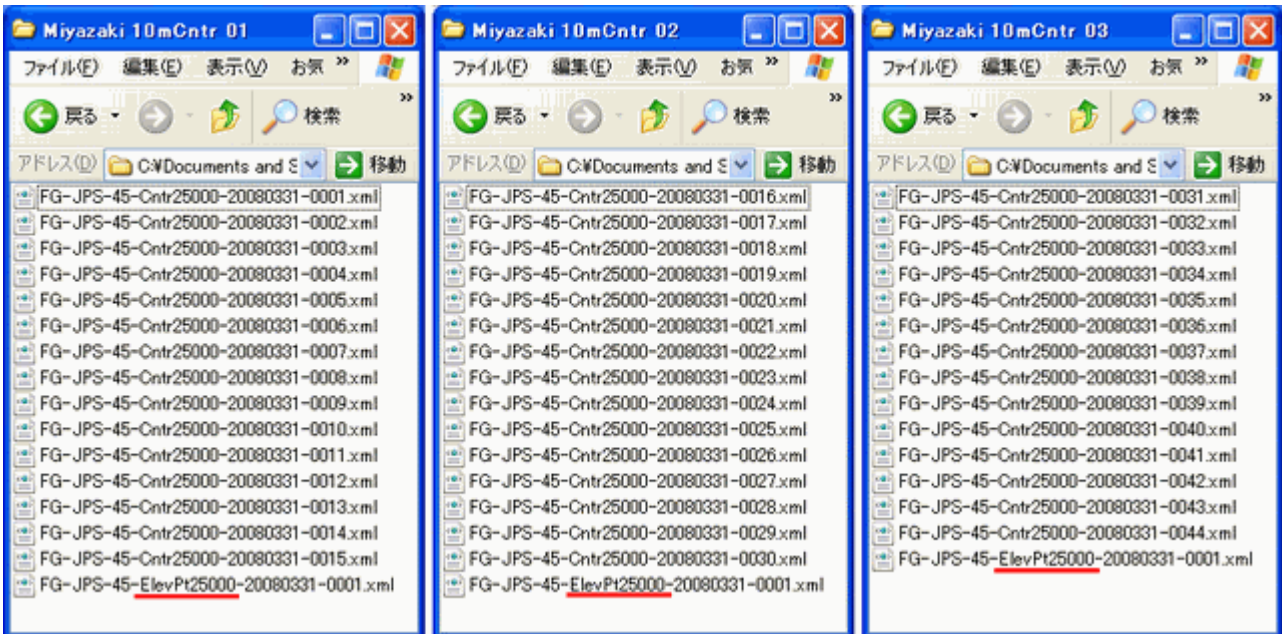 Miyazaki 10mCntr 01
ファイル(F) 編集(E) 表示(V) お気 »
戻る 検索 »
アドレス(D) C:¥Documents and S 移動
FG-JPS-45-Cntr25000-20080331-0001.xml
FG-JPS-45-Cntr25000-20080331-0002.xml
FG-JPS-45-Cntr25000-20080331-0003.xml
FG-JPS-45-Cntr25000-20080331-0004.xml
FG-JPS-45-Cntr25000-20080331-0005.xml
FG-JPS-45-Cntr25000-20080331-0006.xml
FG-JPS-45-Cntr25000-20080331-0007.xml
FG-JPS-45-Cntr25000-20080331-0008.xml
FG-JPS-45-Cntr25000-20080331-0009.xml
FG-JPS-45-Cntr25000-20080331-0010.xml
FG-JPS-45-Cntr25000-20080331-0011.xml
FG-JPS-45-Cntr25000-20080331-0012.xml
FG-JPS-45-Cntr25000-20080331-0013.xml
FG-JPS-45-Cntr25000-20080331-0014.xml
FG-JPS-45-Cntr25000-20080331-0015.xml
FG-JPS-45-ElevPt25000-20080331-0001.xml
Miyazaki 10mCntr 02
ファイル(F) 編集(E) 表示(V) お気 »
戻る 検索 »
アドレス(D) C:¥Documents and S 移動
FG-JPS-45-Cntr25000-20080331-0016.xml
FG-JPS-45-Cntr25000-20080331-0017.xml
FG-JPS-45-Cntr25000-20080331-0018.xml
FG-JPS-45-Cntr25000-20080331-0019.xml
FG-JPS-45-Cntr25000-20080331-0020.xml
FG-JPS-45-Cntr25000-20080331-0021.xml
FG-JPS-45-Cntr25000-20080331-0022.xml
FG-JPS-45-Cntr25000-20080331-0023.xml
FG-JPS-45-Cntr25000-20080331-0024.xml
FG-JPS-45-Cntr25000-20080331-0025.xml
FG-JPS-45-Cntr25000-20080331-0026.xml
FG-JPS-45-Cntr25000-20080331-0027.xml
FG-JPS-45-Cntr25000-20080331-0028.xml
FG-JPS-45-Cntr25000-20080331-0029.xml
FG-JPS-45-Cntr25000-20080331-0030.xml
FG-JPS-45-ElevPt25000-20080331-0001.xml
Miyazaki 10mCntr 03
ファイル(F) 編集(E) 表示(V) お気 »
戻る 検索 »
アドレス(D) C:¥Documents and S 移動
FG-JPS-45-Cntr25000-20080331-0031.xml
FG-JPS-45-Cntr25000-20080331-0032.xml
FG-JPS-45-Cntr25000-20080331-0033.xml
FG-JPS-45-Cntr25000-20080331-0034.xml
FG-JPS-45-Cntr25000-20080331-0035.xml
FG-JPS-45-Cntr25000-20080331-0036.xml
FG-JPS-45-Cntr25000-20080331-0037.xml
FG-JPS-45-Cntr25000-20080331-0038.xml
FG-JPS-45-Cntr25000-20080331-0039.xml
FG-JPS-45-Cntr25000-20080331-0040.xml
FG-JPS-45-Cntr25000-20080331-0041.xml
FG-JPS-45-Cntr25000-20080331-0042.xml
FG-JPS-45-Cntr25000-20080331-0043.xml
FG-JPS-45-Cntr25000-20080331-0044.xml
FG-JPS-45-ElevPt25000-20080331-0001.xml